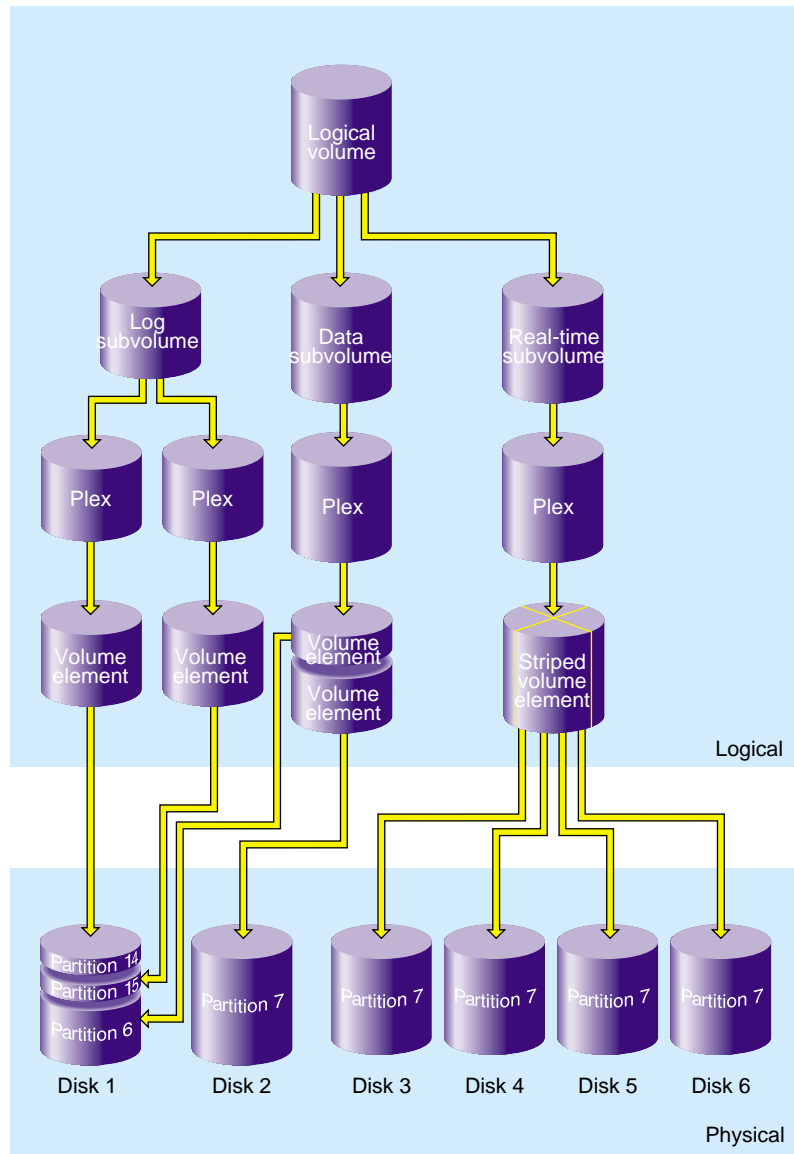 Logical
volume
Log
subvolume
Data
subvolume
Real-time
subvolume
Plex
Plex
Plex
Plex
Volume
element
Volume
element
Volume
element
Volume
element
Striped
volume
element
Logical
Partition 14
Partition 15
Partition 6
Partition 7
Partition 7
Partition 7
Partition 7
Partition 7
Disk 1
Disk 2
Disk 3
Disk 4
Disk 5
Disk 6
Physical